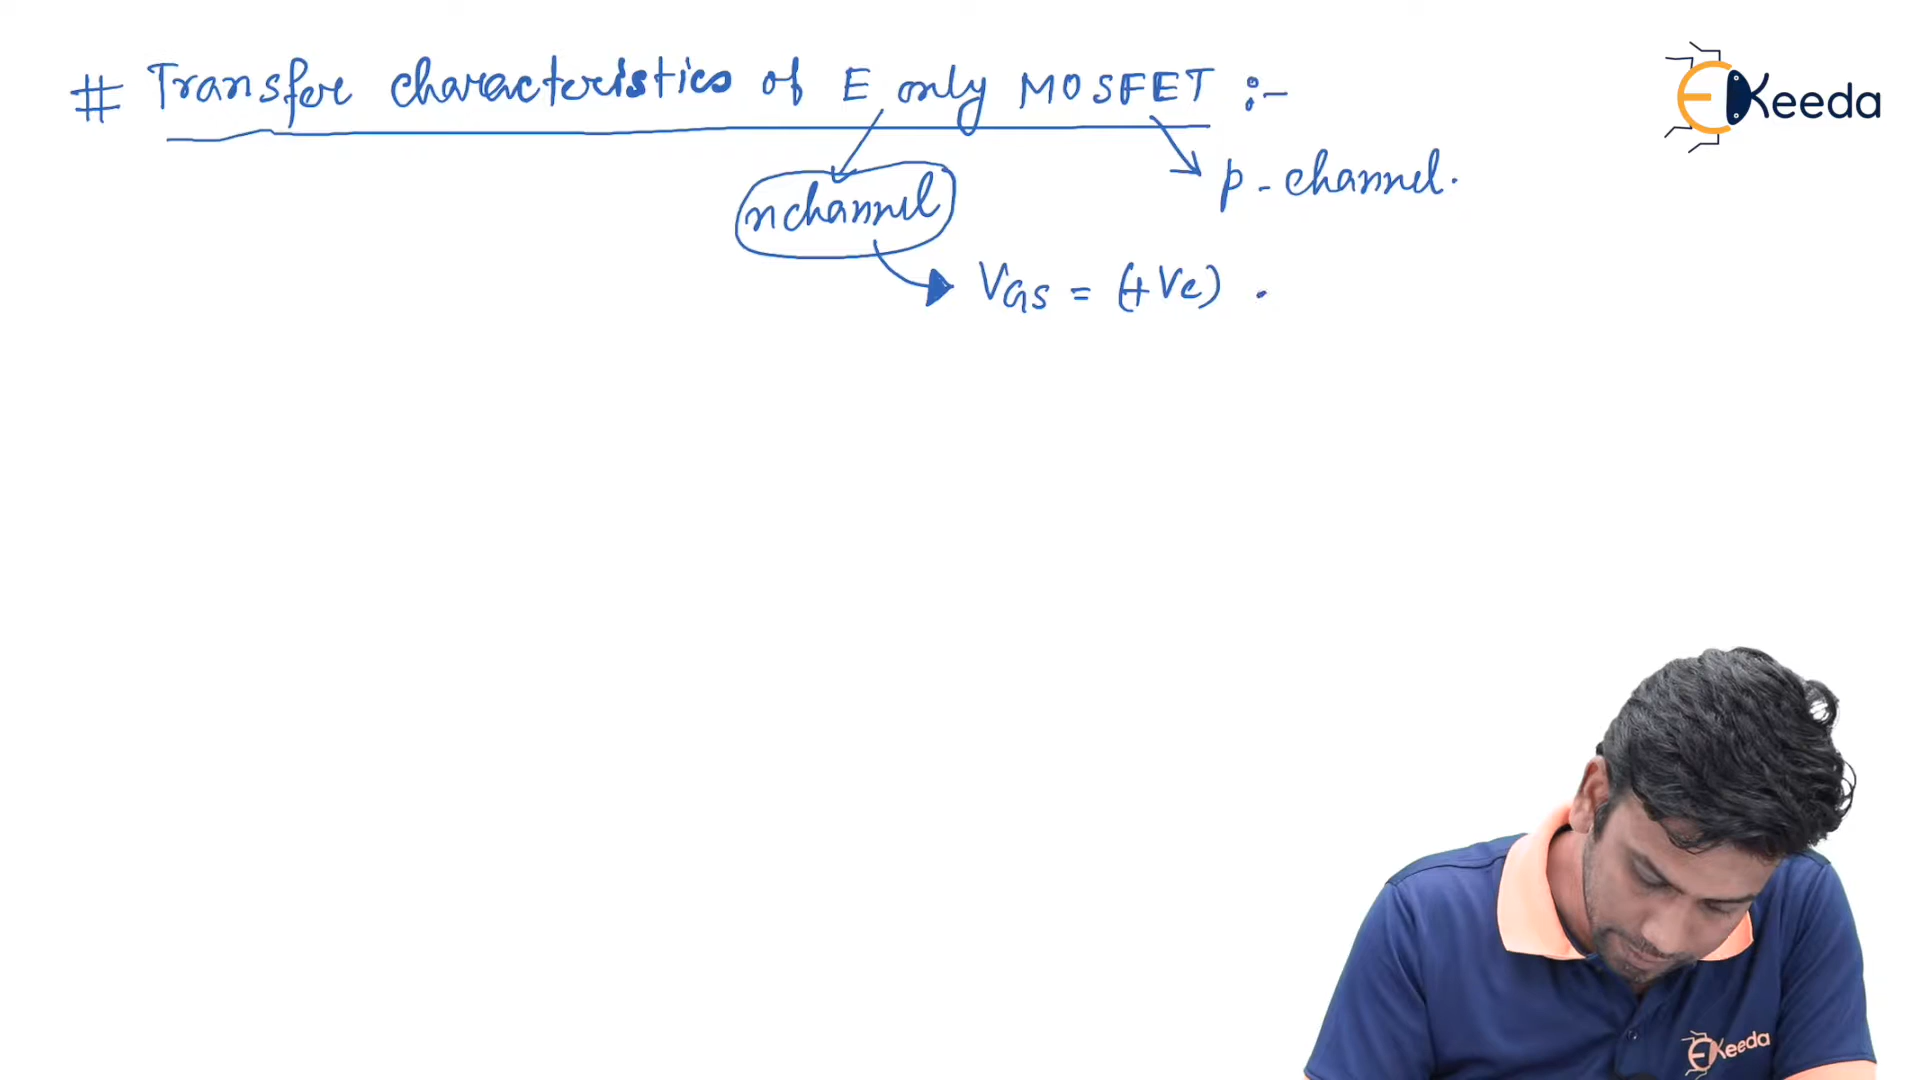 # Transfer characteristics of E only MOSFET :-
EKeeda
nchannel
p - channel.
VGS = (+Ve) .
EKeeda